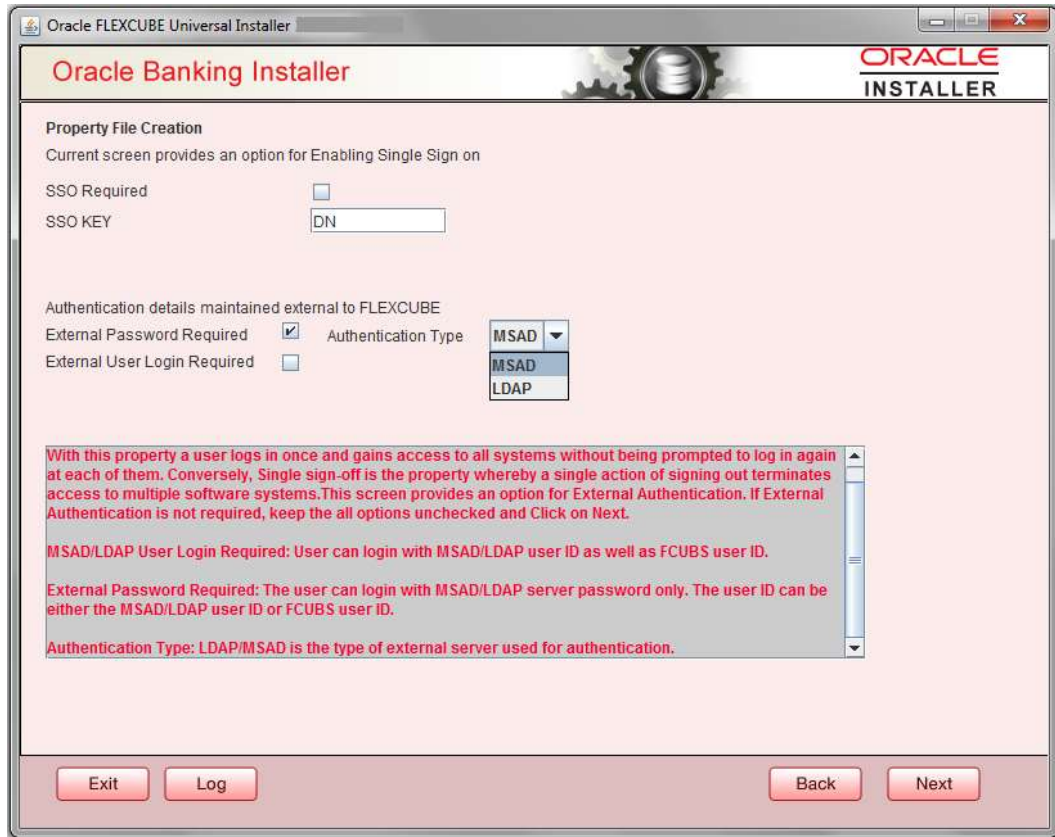 Oracle FLEXCUBE Universal Installer
Oracle Banking Installer
ORACLE
INSTALLER
Property File Creation
Current screen provides an option for Enabling Single Sign on
SSO Required
SSO KEY DN
Authentication details maintained external to FLEXCUBE
External Password Required Authentication Type MSAD
External User Login Required MSAD
LDAP
With this property a user logs in once and gains access to all systems without being prompted to log in again
at each of them. Conversely, Single sign-off is the property whereby a single action of signing out terminates
access to multiple software systems.This screen provides an option for External Authentication. If External
Authentication is not required, keep the all options unchecked and Click on Next.
MSAD/LDAP User Login Required: User can login with MSAD/LDAP user ID as well as FCUBS user ID.
External Password Required: The user can login with MSAD/LDAP server password only. The user ID can be
either the MSAD/LDAP user ID or FCUBS user ID.
Authentication Type: LDAP/MSAD is the type of external server used for authentication.
Exit Log Back Next